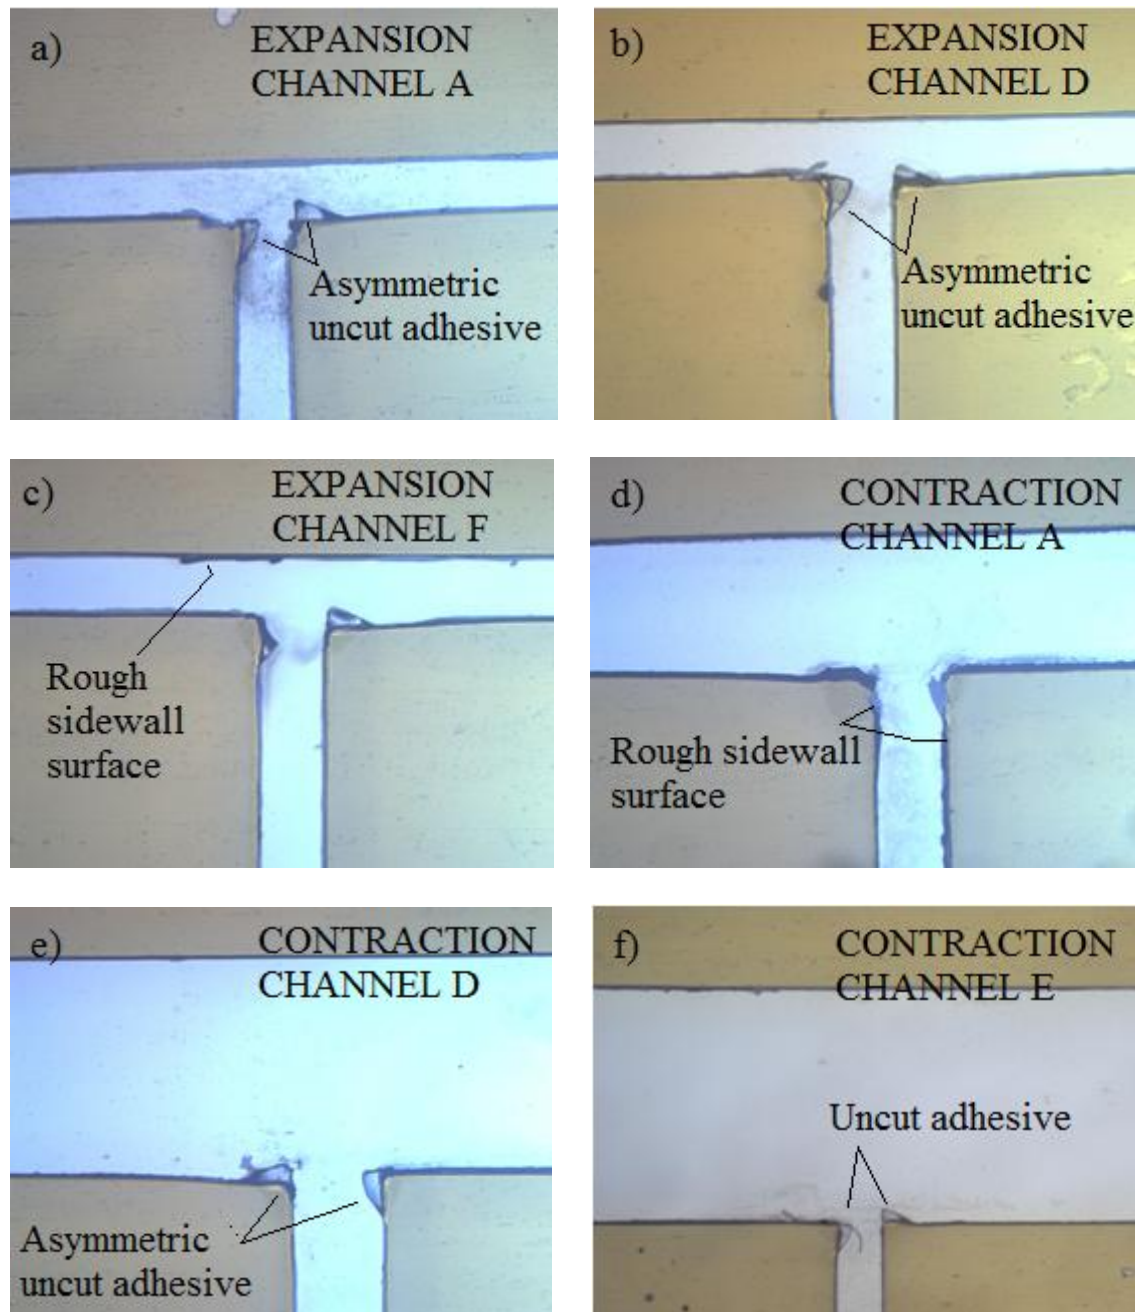 a)
EXPANSION
CHANNEL A
Asymmetric
uncut adhesive
b)
EXPANSION
CHANNEL D
Asymmetric
uncut adhesive
c)
EXPANSION
CHANNEL F
Rough
sidewall
surface
d)
CONTRACTION
CHANNEL A
Rough sidewall
surface
e)
CONTRACTION
CHANNEL D
Asymmetric
uncut adhesive
f)
CONTRACTION
CHANNEL E
Uncut adhesive